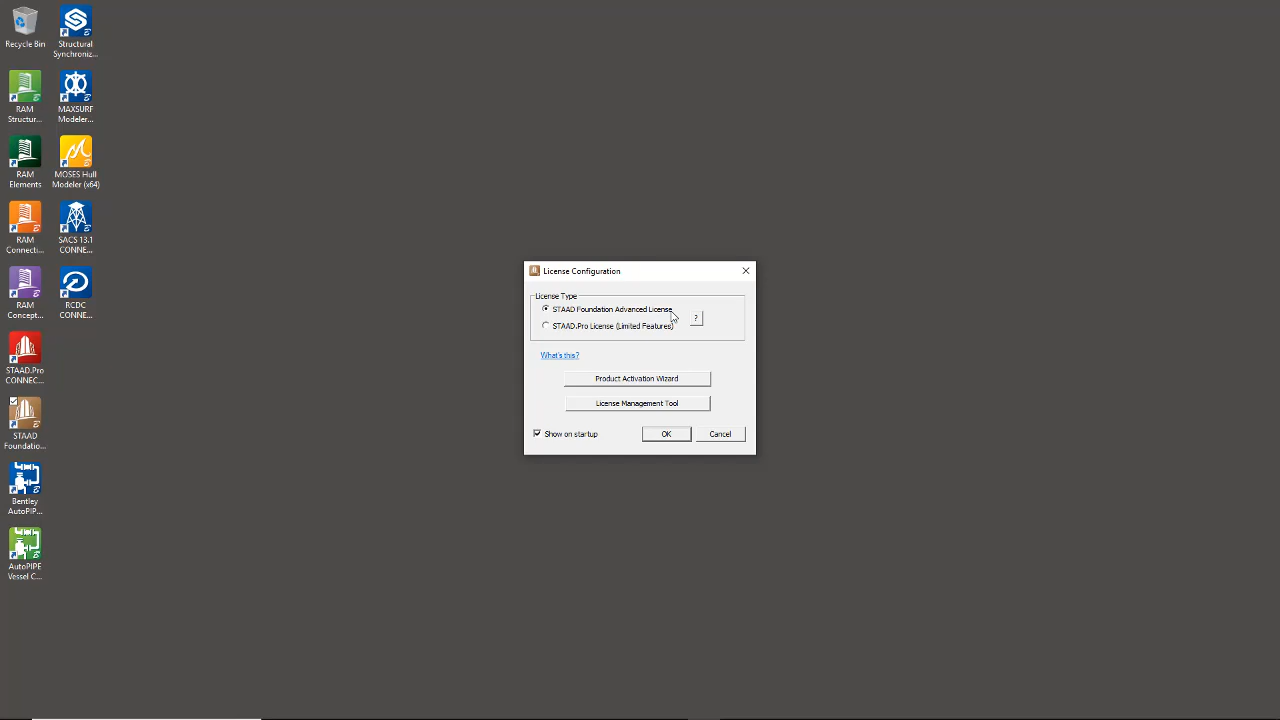 Recycle Bin
Structural
Synchroniz...
RAM
Structur...
MAXSURF
Modeler...
RAM
Elements
MOSES Hull
Modeler (x64)
RAM
Connecti...
SACS 13.1
CONNE...
RAM
Concept...
RCDC
CONNE...
STAAD.Pro
CONNEC...
STAAD
Foundatio...
Bentley
AutoPIP...
AutoPIPE
Vessel C...
License Configuration
License Type
STAAD Foundation Advanced License
STAAD.Pro License (Limited Features)
?
What's this?
Product Activation Wizard
License Management Tool
Show on startup
OK
Cancel